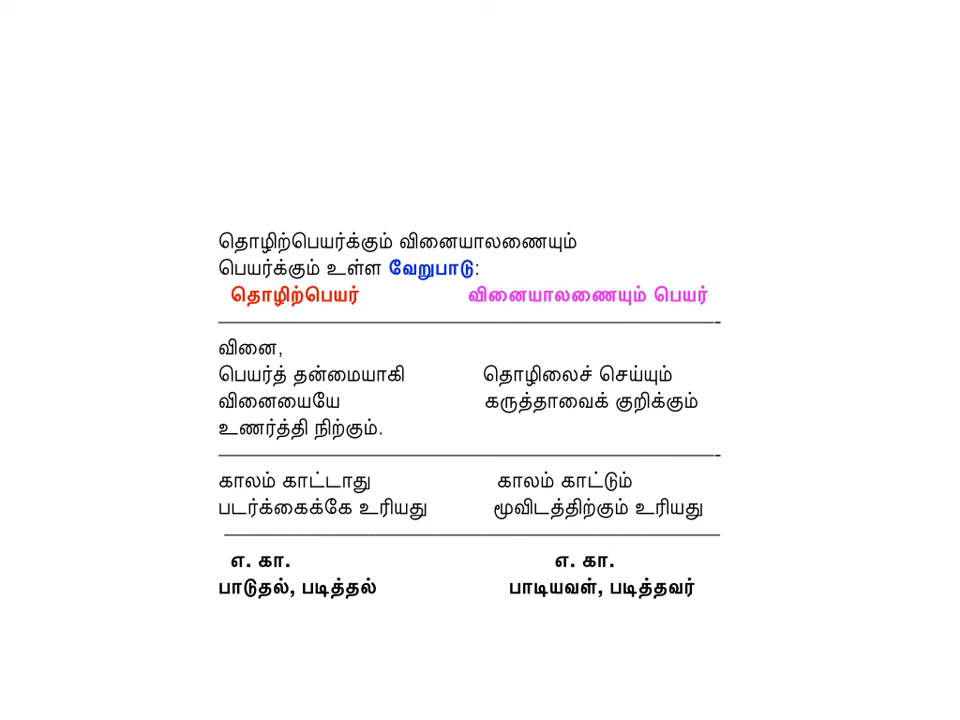 தொழிற்பெயர்க்கும் வினையாலணையும்
பெயர்க்கும் உள்ள வேறுபாடு:
தொழிற்பெயர் வினையாலணையும் பெயர்
வினை,
பெயர்த் தன்மையாகி தொழிலைச் செய்யும்
வினையையே கருத்தாவைக் குறிக்கும்
உணர்த்தி நிற்கும்.
காலம் காட்டாது காலம் காட்டும்
படர்க்கைக்கே உரியது மூவிடத்திற்கும் உரியது
எ. கா. எ. கா.
பாடுதல், படித்தல் பாடியவள், படித்தவர்